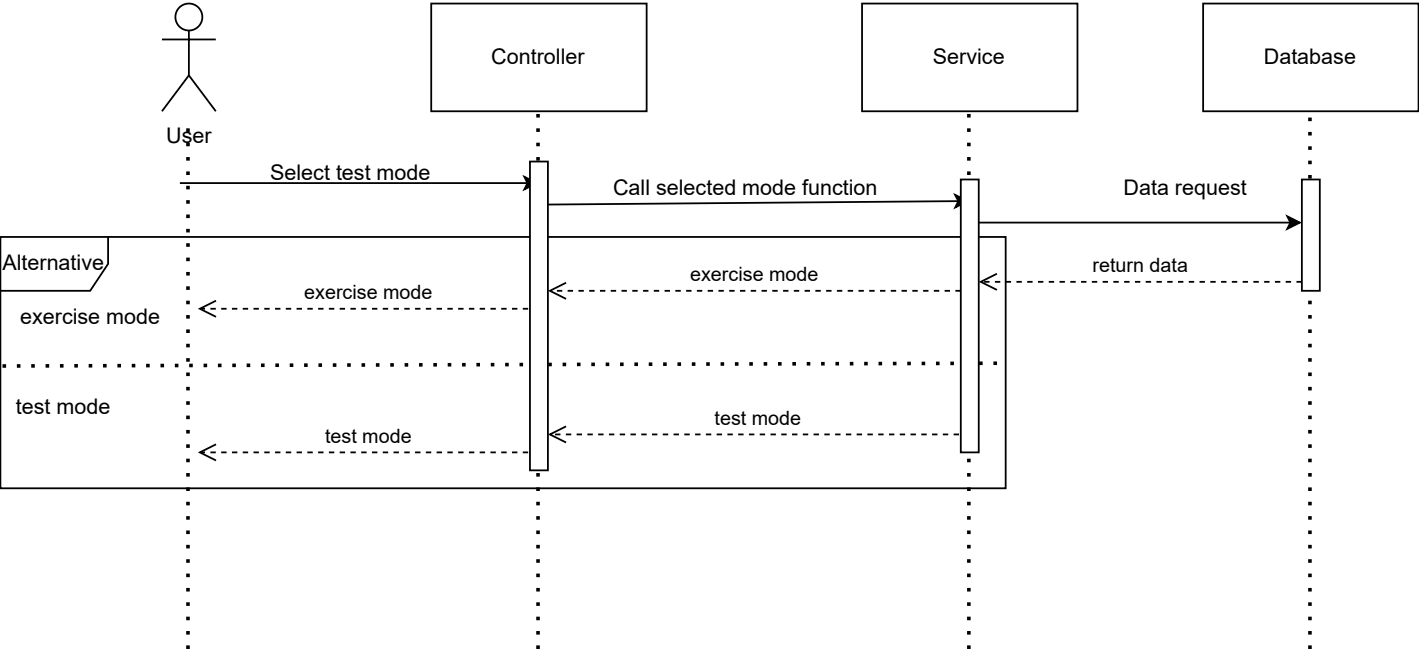 Controller
Service
Database
User
Select test mode
Call selected mode function
Data request
Alternative
return data
exercise mode
exercise mode
exercise mode
test mode
test mode
test mode